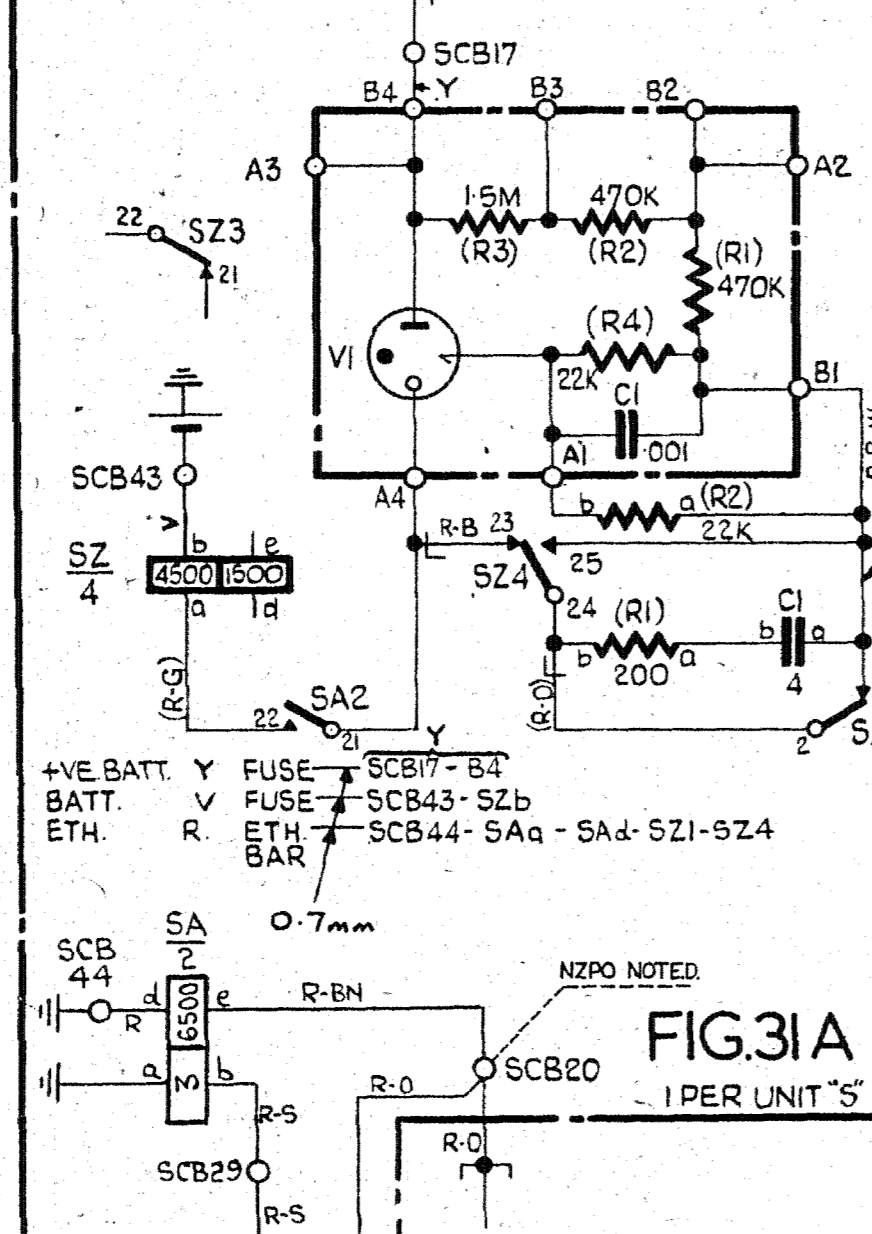 SCB17
Y
B4
B3
B2
A3
A2
22
SZ3
21
1·5M
(R3)
470K
(R2)
(R1)
470K
(R4)
22K
V1
C1
·001
B1
SCB43
A4
A1
V
b
a
(R2)
22K
SZ
4
b
e
4500
1500
a
d
R-B
23
25
SZ4
24
(R1)
b
a
200
C1
b
a
4
(R-G)
SA2
22
21
(R-O)
2
S
Y
+VE BATT. Y FUSE SCB17-B4
BATT. V FUSE SCB43-SZb
ETH. R. ETH. BAR SCB44-SAa-SAd-SZ1-SZ4
0·7mm
SA
2
SCB
44
d
R
6500
e
R-BN
a
3
b
R-S
SCB29
R-S
NZPO NOTED.
SCB20
R-O
R-O
FIG.31A
1 PER UNIT "S"